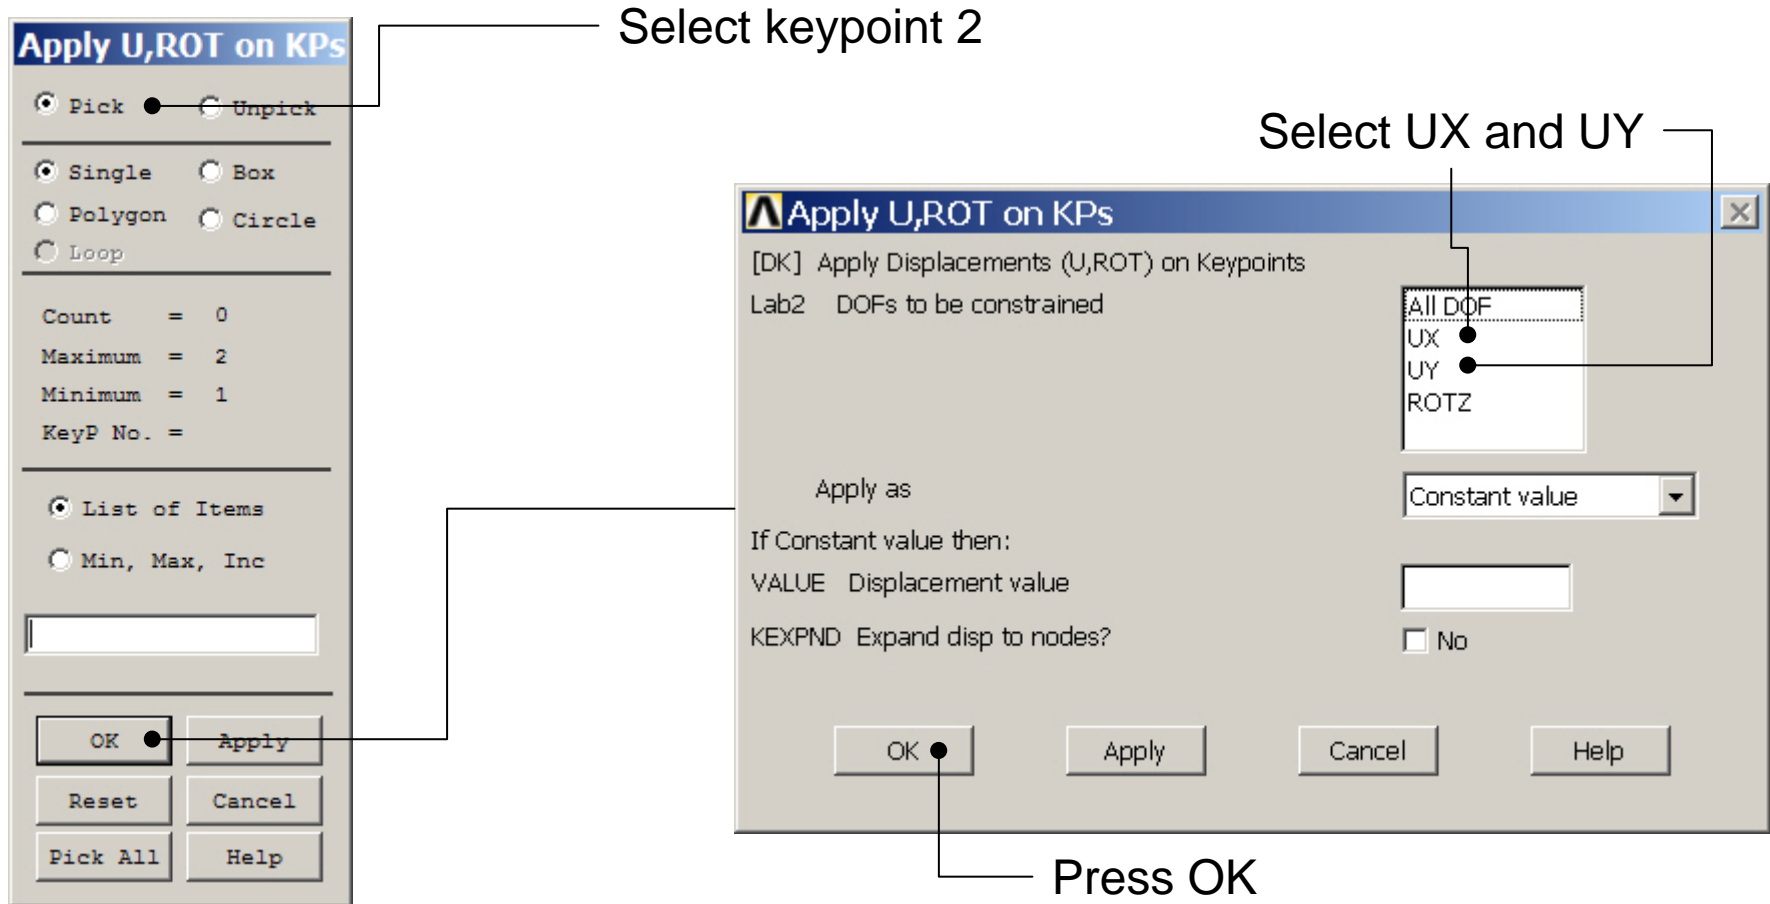 Select keypoint 2
Apply U,ROT on KPs
Pick Unpick
Single Box
Polygon Circle
Loop
Count = 0
Maximum = 2
Minimum = 1
KeyP No. =
List of Items
Min, Max, Inc
OK Apply
Reset Cancel
Pick All Help
Select UX and UY
Apply U,ROT on KPs
[DK] Apply Displacements (U,ROT) on Keypoints
Lab2 DOFs to be constrained
All DOF
UX
UY
ROTZ
Apply as Constant value
If Constant value then:
VALUE Displacement value
KEXPND Expand disp to nodes? No
OK Apply Cancel Help
Press OK